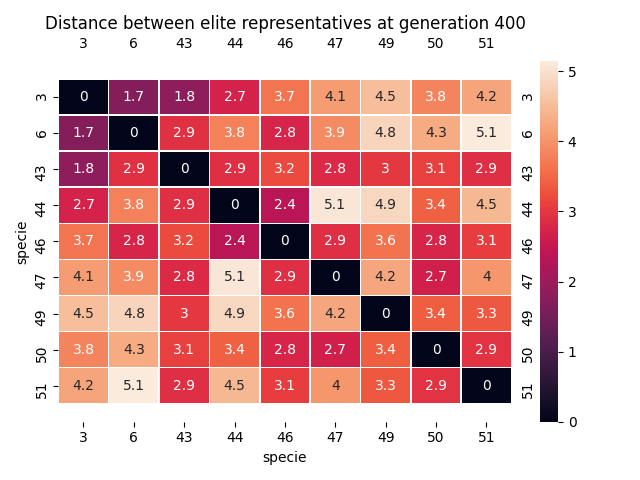 Distance between elite representatives at generation 400
3 6 43 44 46 47 49 50 51
3 0 1.7 1.8 2.7 3.7 4.1 4.5 3.8 4.2 3 5
6 1.7 0 2.9 3.8 2.8 3.9 4.8 4.3 5.1 6 4
43 1.8 2.9 0 2.9 3.2 2.8 3 3.1 2.9 43
44 2.7 3.8 2.9 0 2.4 5.1 4.9 3.4 4.5 44 3
specie
46 3.7 2.8 3.2 2.4 0 2.9 3.6 2.8 3.1 46
47 4.1 3.9 2.8 5.1 2.9 0 4.2 2.7 4 47 2
49 4.5 4.8 3 4.9 3.6 4.2 0 3.4 3.3 49
50 3.8 4.3 3.1 3.4 2.8 2.7 3.4 0 2.9 50 1
51 4.2 5.1 2.9 4.5 3.1 4 3.3 2.9 0 51
0
3 6 43 44 46 47 49 50 51
specie